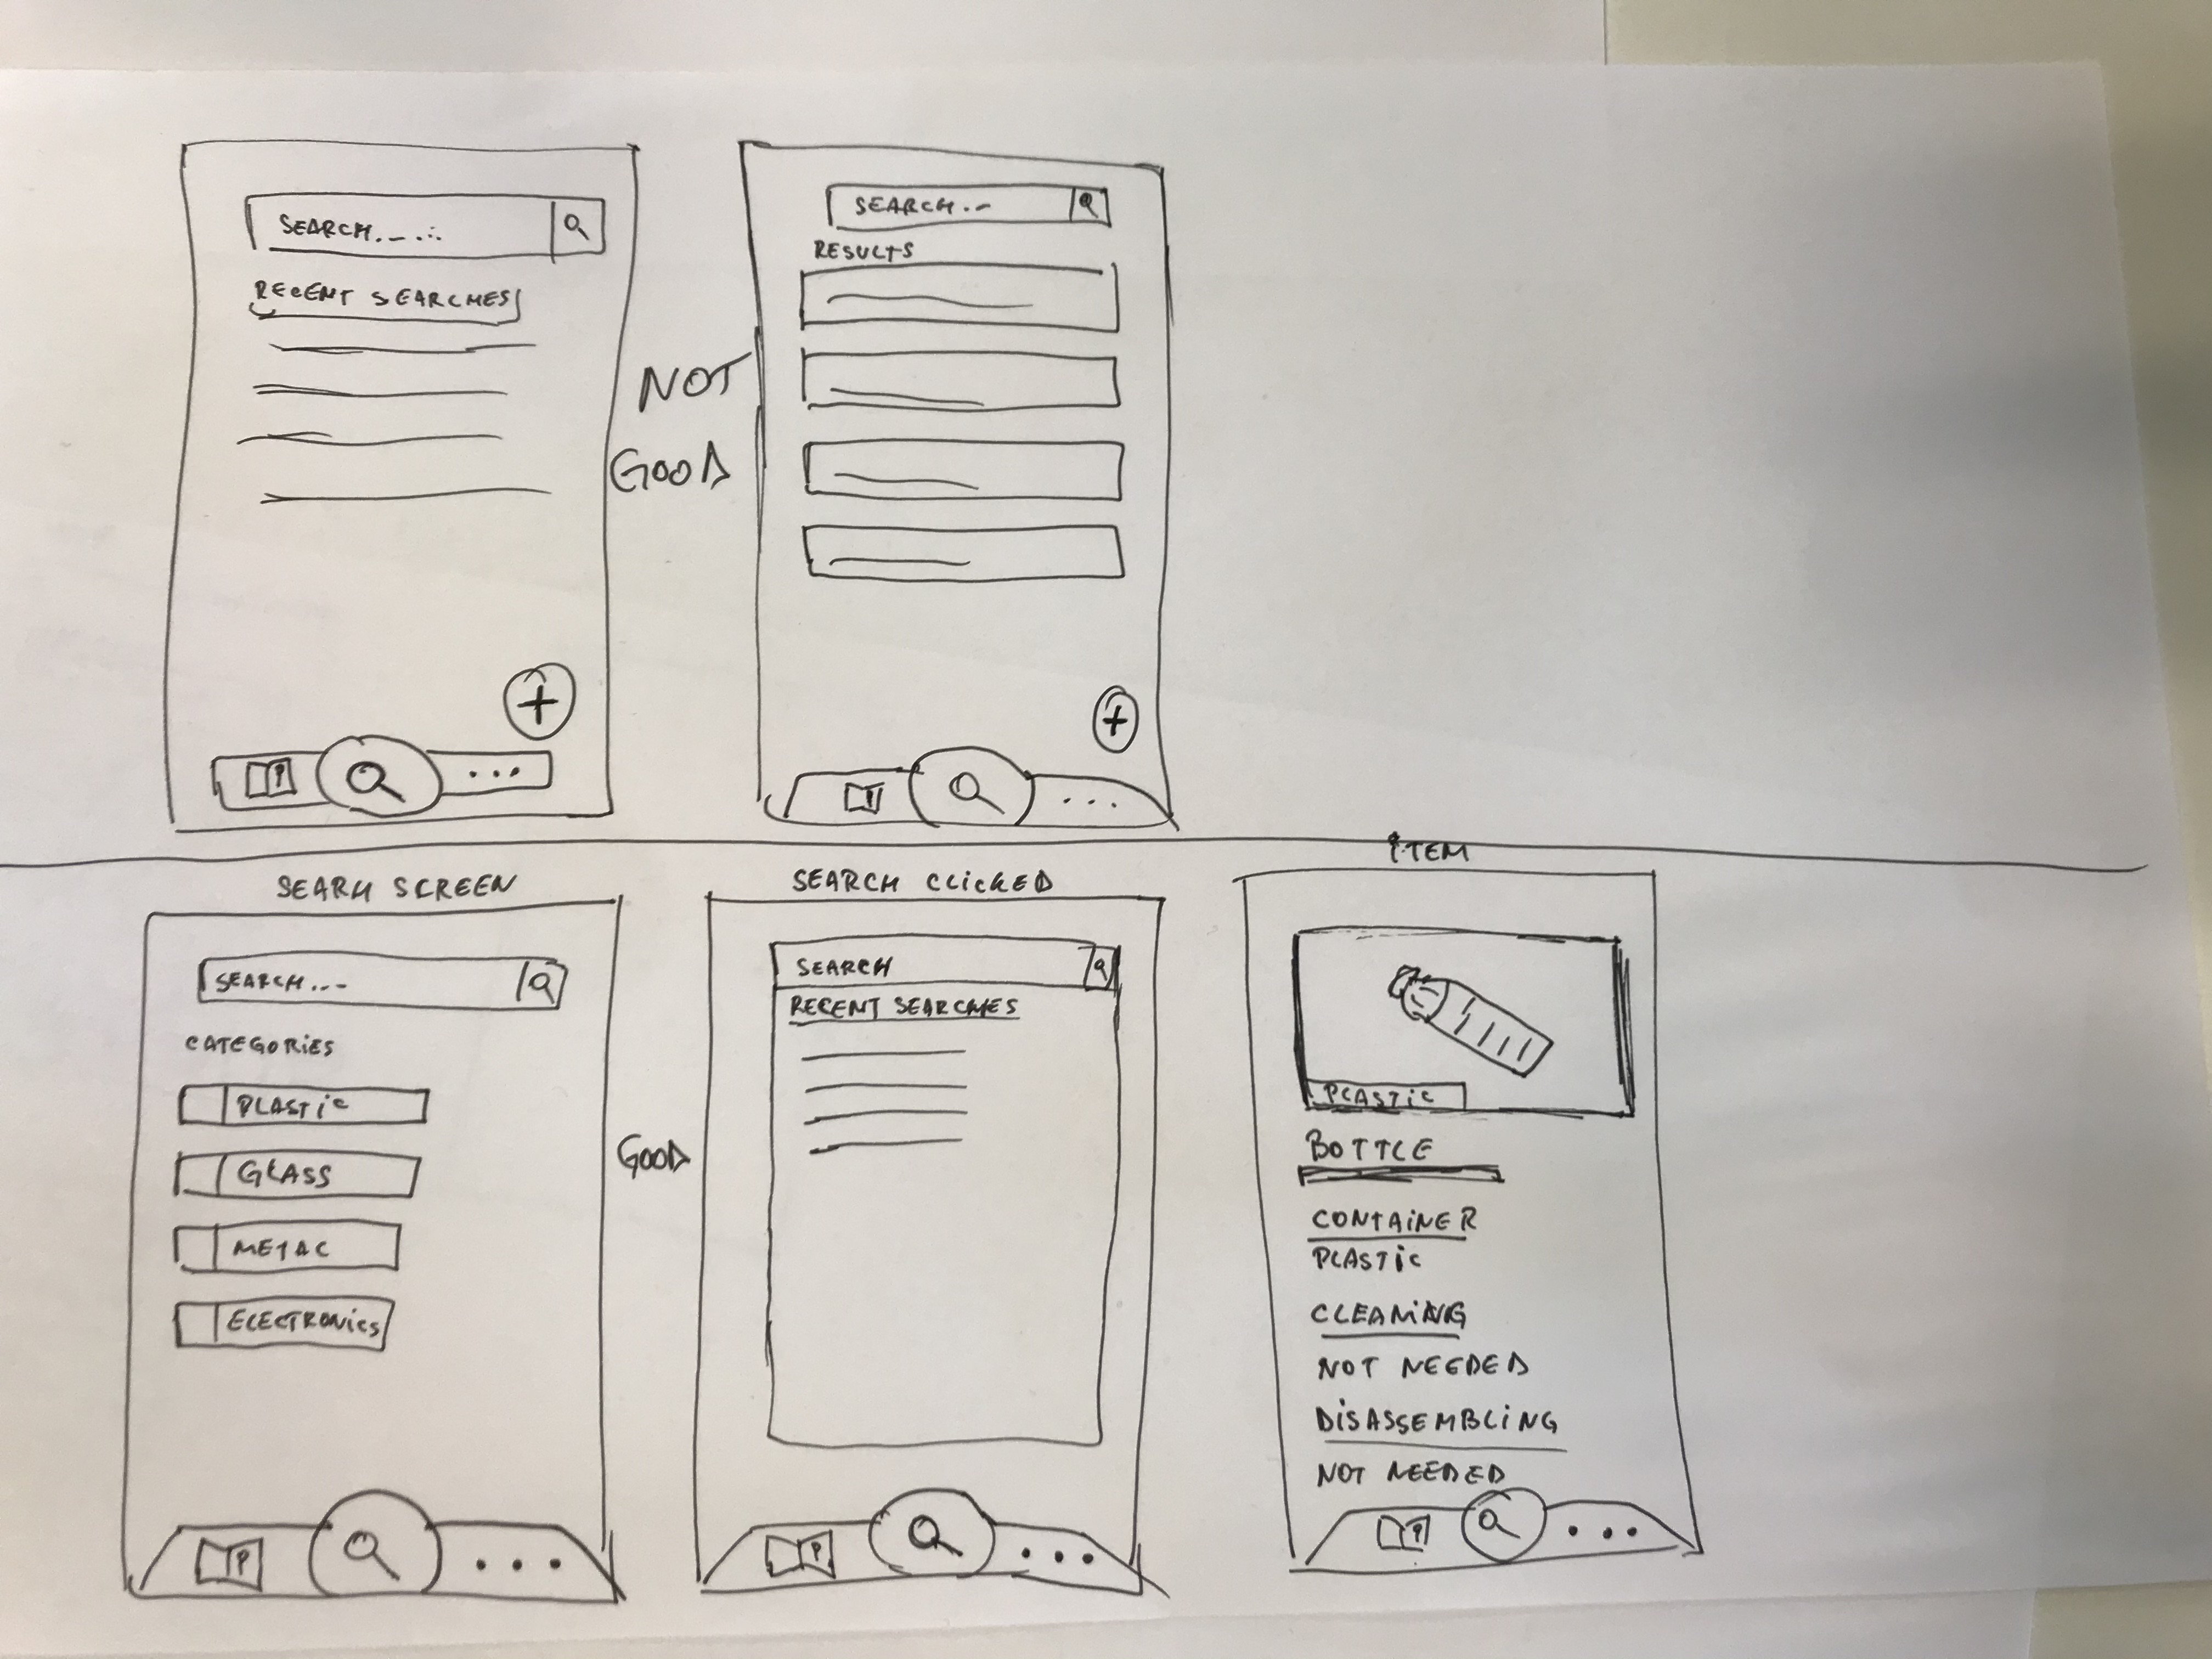 SEARCH.....
RECENT SEARCHES
NOT
GOOD
SEARCH...
RESULTS
+
+
...
...
SEARH SCREEN
SEARCH...
CATEGORIES
PLASTIC
GLASS
METAL
ELECTRONICS
...
GOOD
SEARCH CLICKED
SEARCH
RECENT SEARCHES
...
ITEM
PLASTIC
BOTTLE
CONTAINER
PLASTIC
CLEANING
NOT NEEDED
DISASSEMBLING
NOT NEEDED
...